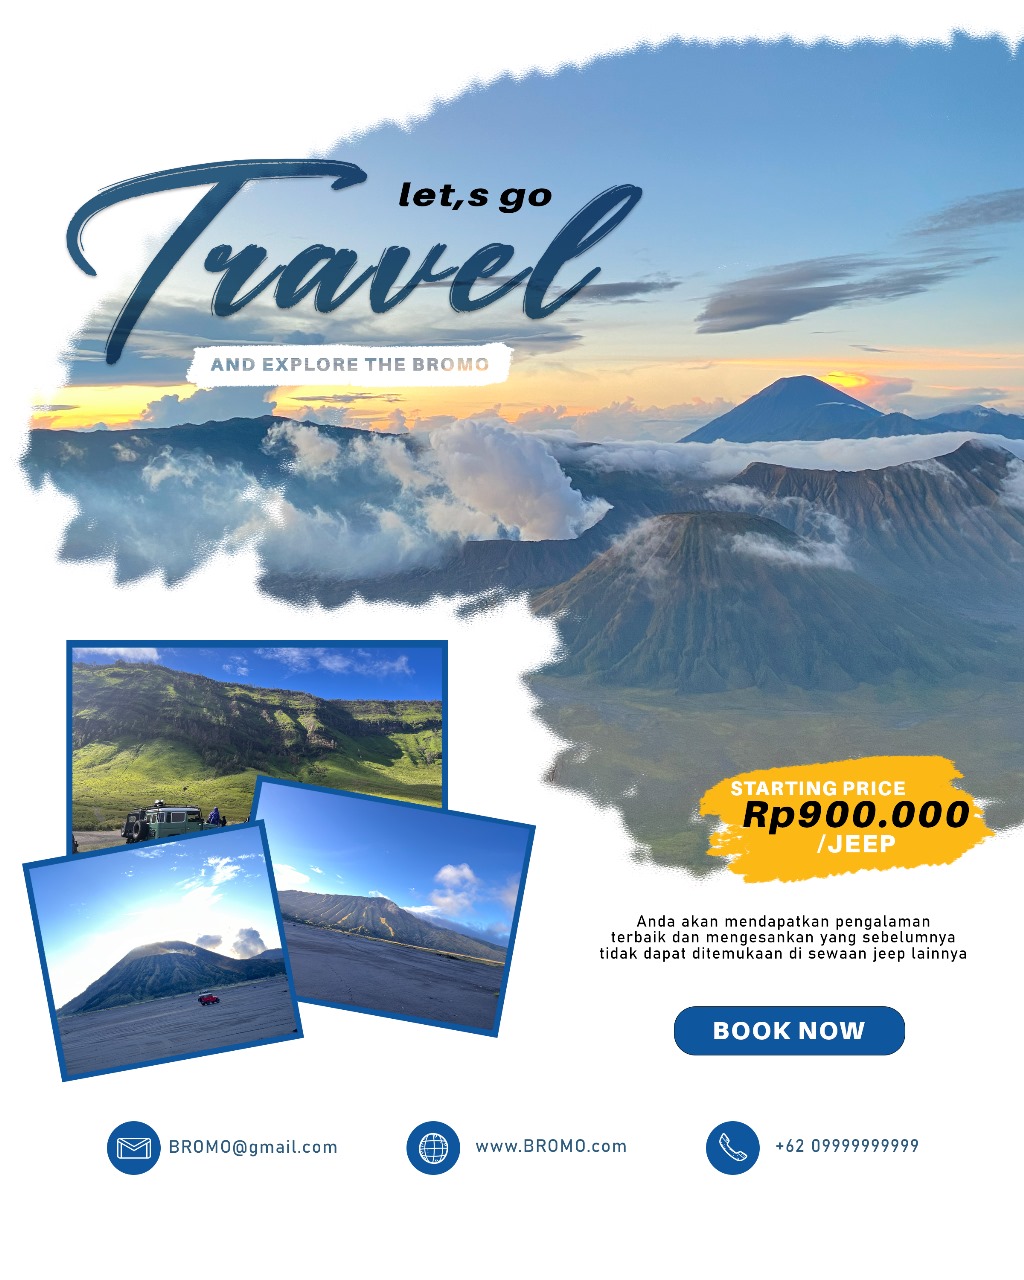 let,s go
Travel
AND EXPLORE THE BROMO
STARTING PRICE
Rp900.000
/JEEP
Anda akan mendapatkan pengalaman
terbaik dan mengesankan yang sebelumnya
tidak dapat ditemukaan di sewaan jeep lainnya
BOOK NOW
BROMO@gmail.com
www.BROMO.com
+62 09999999999